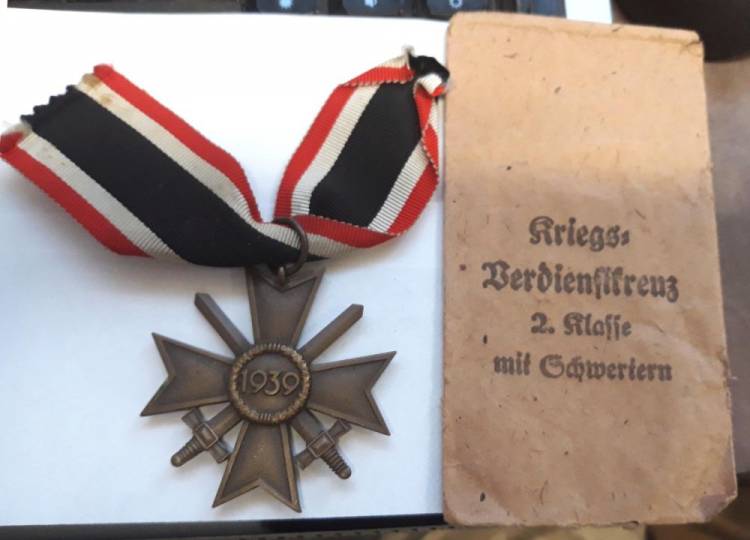 1939
Kriegs-
Verdienstkreuz
2. Klasse
mit Schwertern